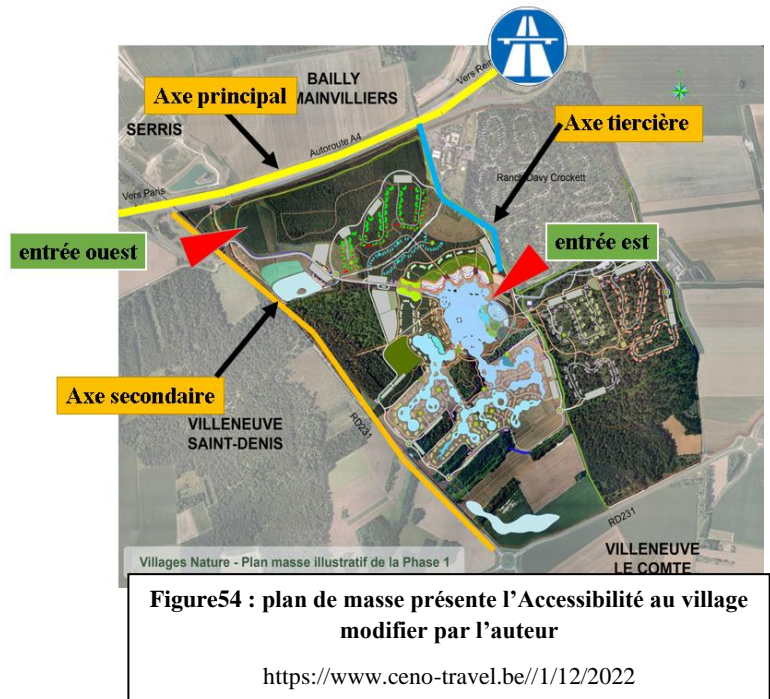 Vers Rei
BAILLY
MAINVILLIERS
Axe principal
SERRIS
Autoroute A4
Axe tiercière
Ranch Davy Crockett
Vers Paris
entrée ouest
entrée est
Axe secondaire
VILLENEUVE
SAINT-DENIS
RD231
RD231
VILLENEUVE
LE COMTE
Villages Nature - Plan masse illustratif de la Phase 1
Figure54 : plan de masse présente l’Accessibilité au village
modifier par l’auteur
https://www.ceno-travel.be//1/12/2022